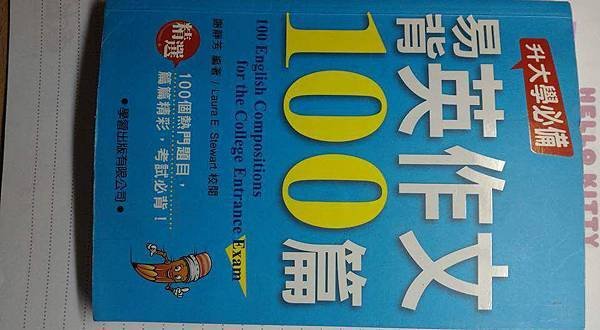 升大學必備
易背英作文100篇
100 English Compositions
for the College Entrance Exam
謝靜芳 編著 / Laura E. Stewart 校閱
精選
100個熱門題目，
篇篇精彩，考試必背！
●學習出版有限公司●
HELLO KITTY